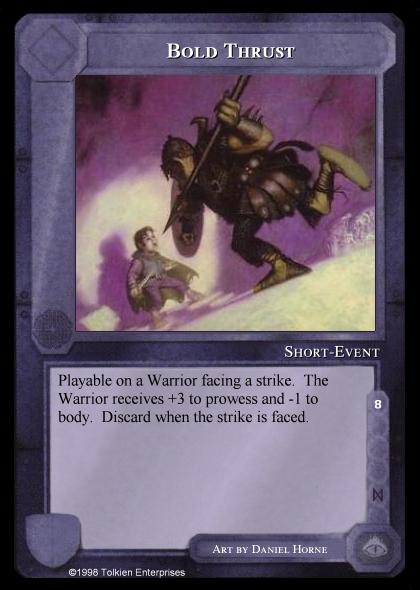 BOLD THRUST
SHORT-EVENT
Playable on a Warrior facing a strike.  The
Warrior receives +3 to prowess and -1 to
body.  Discard when the strike is faced.
8
ART BY DANIEL HORNE
©1998 Tolkien Enterprises